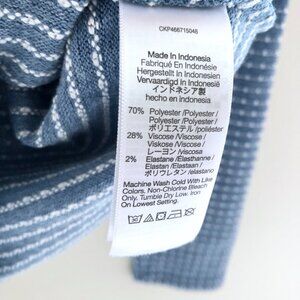 CKP466715048
Made In Indonesia
Fabriqué En Indonésie
Hergestellt In Indonesien
Vervaardigd In Indonesië
インドネシア製
hecho en indonesia
70% Polyester /Polyester/
Polyester /Polyester/
Polyester /Polyester/
ポリエステル /poliéster
28% Viscose /Viscose/
Viskose /Viscose/
レーヨン /viscosa
2% Elastane /Elasthanne/
Elastan /Elastaan/
ポリウレタン /elastano
Machine Wash Cold With Like
Colors. Non-Chlorine Bleach
Only. Tumble Dry Low. Iron
On Lowest Setting.